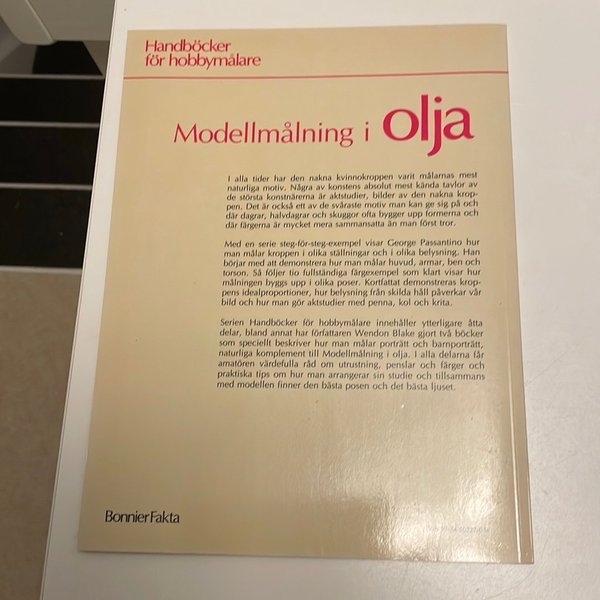 Handböcker
för hobbymålare
Modellmålning i olja
I alla tider har den nakna kvinnokroppen varit målarnas mest
naturliga motiv. Några av konstens absolut mest kända tavlor av
de största konstnärerna är aktstudier, bilder av den nakna krop-
pen. Det är också ett av de svåraste motiv man kan ge sig på och
där dagrar, halvdagrar och skuggor ofta bygger upp formerna och
där färgerna är mycket mera sammansatta än man först tror.
Med en serie steg-för-steg-exempel visar George Passantino hur
man målar kroppen i olika ställningar och i olika belysning. Han
börjar med att demonstrera hur man målar huvud, armar, ben och
torson. Så följer tio fullständiga färgexempel som klart visar hur
målningen byggs upp i olika poser. Kortfattat demonstreras krop-
pens idealproportioner, hur belysning från skilda håll påverkar vår
bild och hur man gör aktstudier med penna, kol och krita.
Serien Handböcker för hobbymålare innehåller ytterligare åtta
delar, bland annat har författaren Wendon Blake gjort två böcker
som speciellt beskriver hur man målar porträtt och barnporträtt,
naturliga komplement till Modellmålning i olja. I alla delarna får
amatören värdefulla råd om utrustning, penslar och färger och
praktiska tips om hur man arrangerar sin studie och tillsammans
med modellen finner den bästa posen och det bästa ljuset.
BonnierFakta